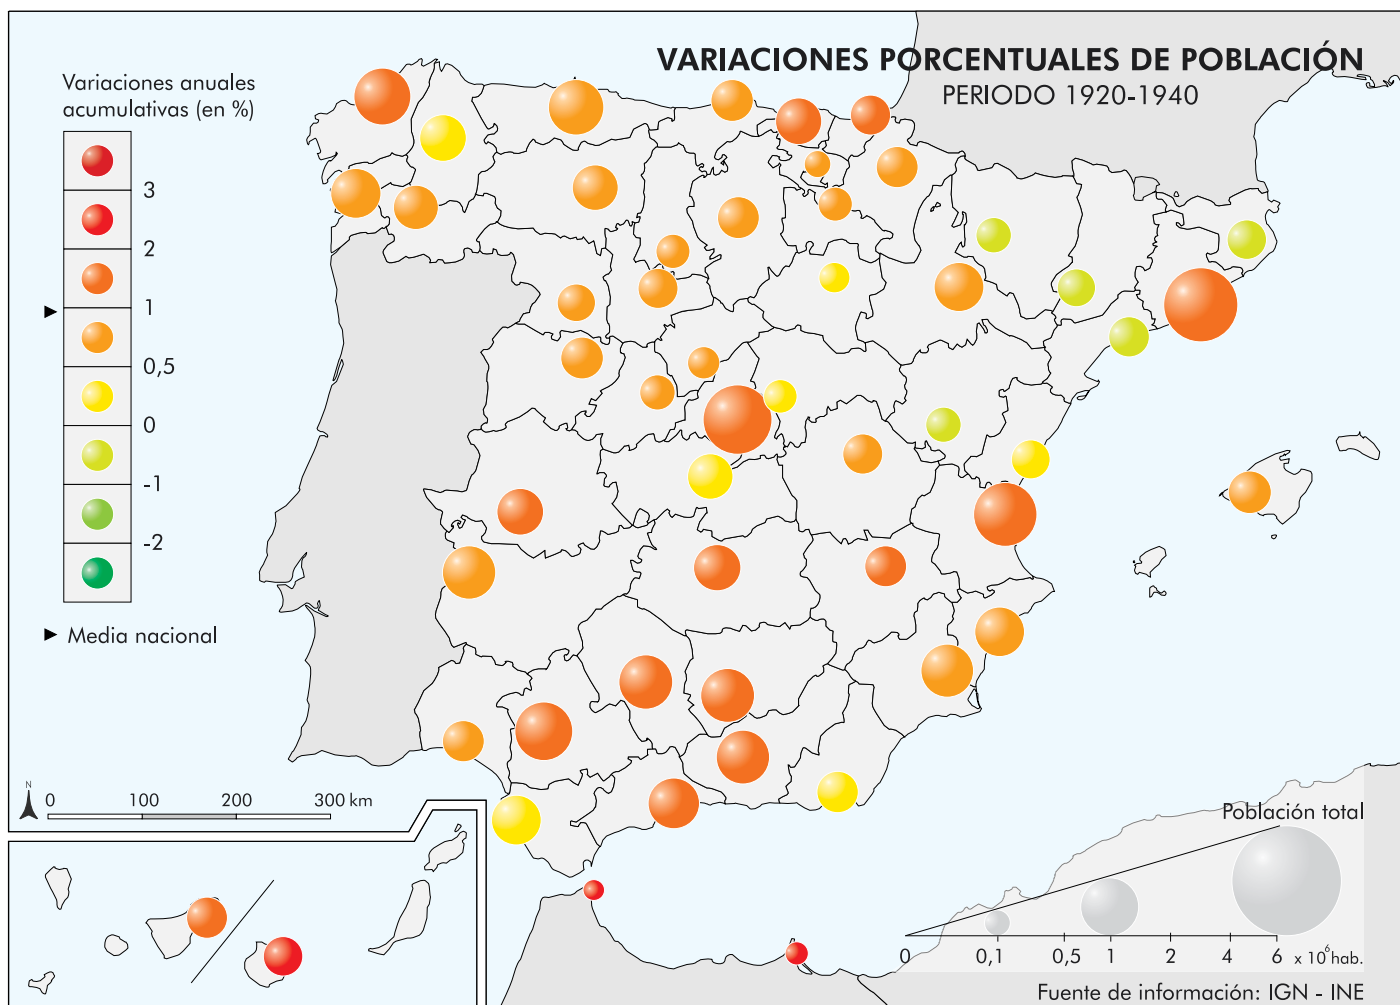 VARIACIONES PORCENTUALES DE POBLACIÓN
PERIODO 1920-1940
Variaciones anuales
acumulativas (en %)
3
2
1
0,5
0
-1
-2
Media nacional
N
0 100 200 300 km
Población total
0 0,1 0,5 1 2 4 6 x 10⁶ hab.
Fuente de información: IGN - INE